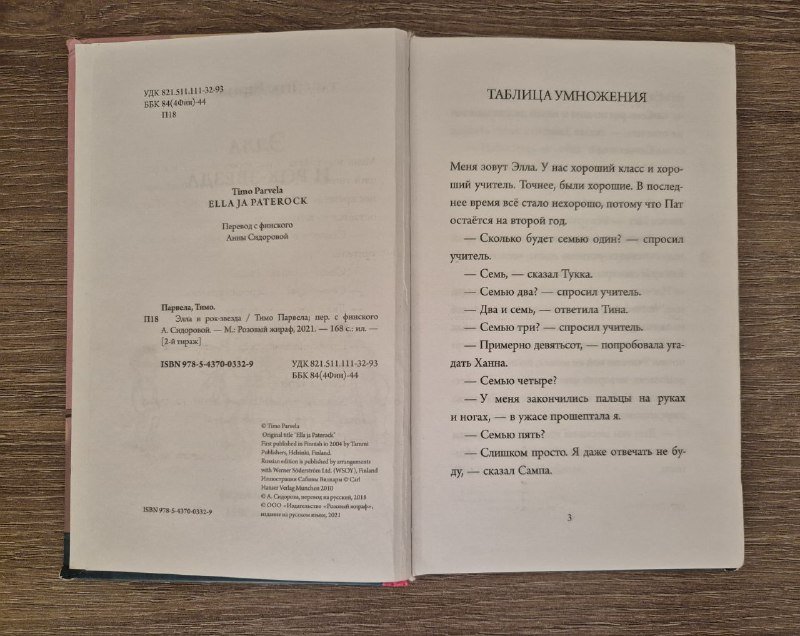 УДК 821.511.111-32-93
ББК 84(4Фин)-44
П18
Timo Parvela
ELLA JA PATEROCK
Перевод с финского
Анны Сидоровой
Парвела, Тимо.
П18 Элла и рок-звезда / Тимо Парвела; пер. с финского
А. Сидоровой. — М.: Розовый жираф, 2021. — 168 с.: ил. —
[2-й тираж]
ISBN 978-5-4370-0332-9
УДК 821.511.111-32-93
ББК 84(4Фин)-44
© Timo Parvela
Original title "Ella ja Paterock"
First published in Finnish in 2004 by Tammi
Publishers, Helsinki, Finland.
Russian edition is published by arrangements
with Werner Söderström Ltd. (WSOY), Finland
Иллюстрации Сабины Вильхарм © Carl
Hanser Verlag Munchen 2010
© А. Сидорова, перевод на русский, 2018
© ООО «Издательство «Розовый жираф»,
издание на русском языке, 2021
ISBN 978-5-4370-0332-9
ТАБЛИЦА УМНОЖЕНИЯ
Меня зовут Элла. У нас хороший класс и хоро-
ший учитель. Точнее, были хорошие. В послед-
нее время всё стало нехорошо, потому что Пат
остаётся на второй год.
— Сколько будет семью один? — спросил
учитель.
— Семь, — сказал Тукка.
— Семью два? — спросил учитель.
— Два и семь, — ответила Тина.
— Семью три? — спросил учитель.
— Примерно девятьсот, — попробовала уга-
дать Ханна.
— Семью четыре?
— У меня закончились пальцы на руках
и ногах, — в ужасе прошептала я.
— Семью пять?
— Слишком просто. Я даже отвечать не бу-
ду, — сказал Сампа.
3